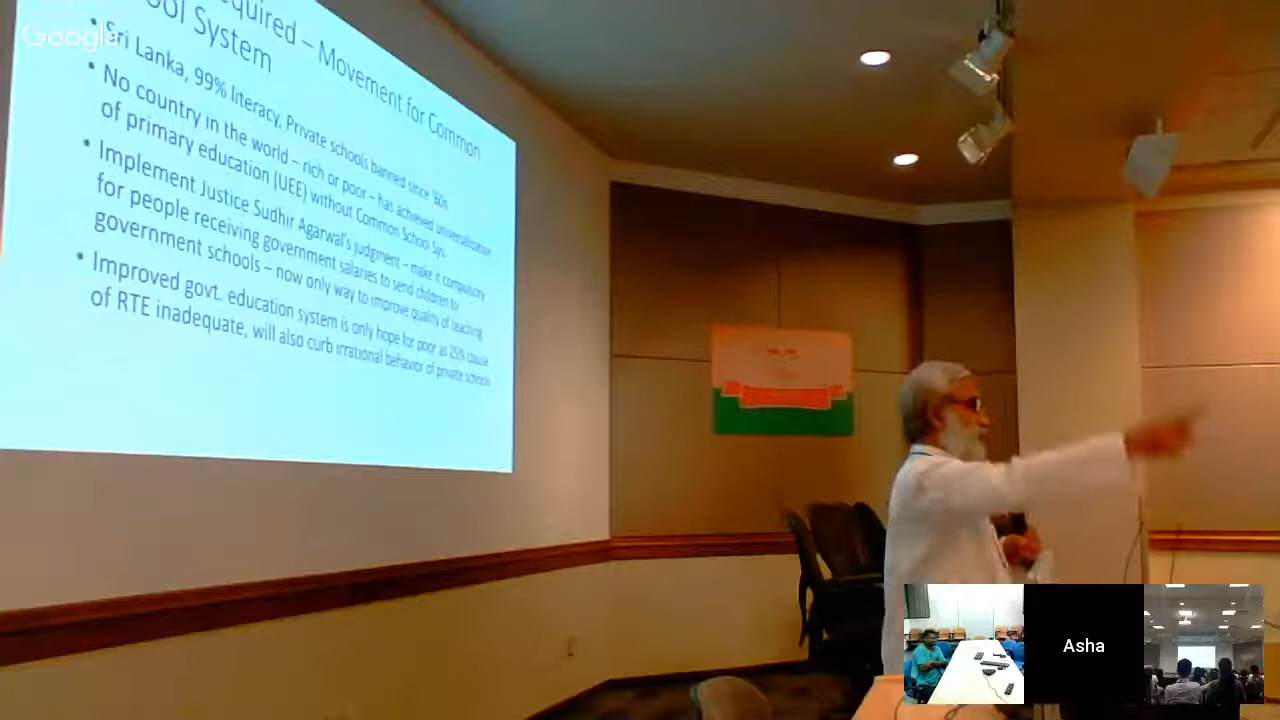 Google
quired – Movement for Common
ool System
• Sri Lanka, 99% literacy, Private schools banned since '60s
• No country in the world – rich or poor – has achieved universalization
of primary education (UEE) without Common School Sys.
• Implement Justice Sudhir Agarwal's judgment – make it compulsory
for people receiving government salaries to send children to
government schools – now only way to improve quality of teaching
• Improved govt. education system is only hope for poor as 25% clause
of RTE inadequate, will also curb irrational behavior of private schools
Asha